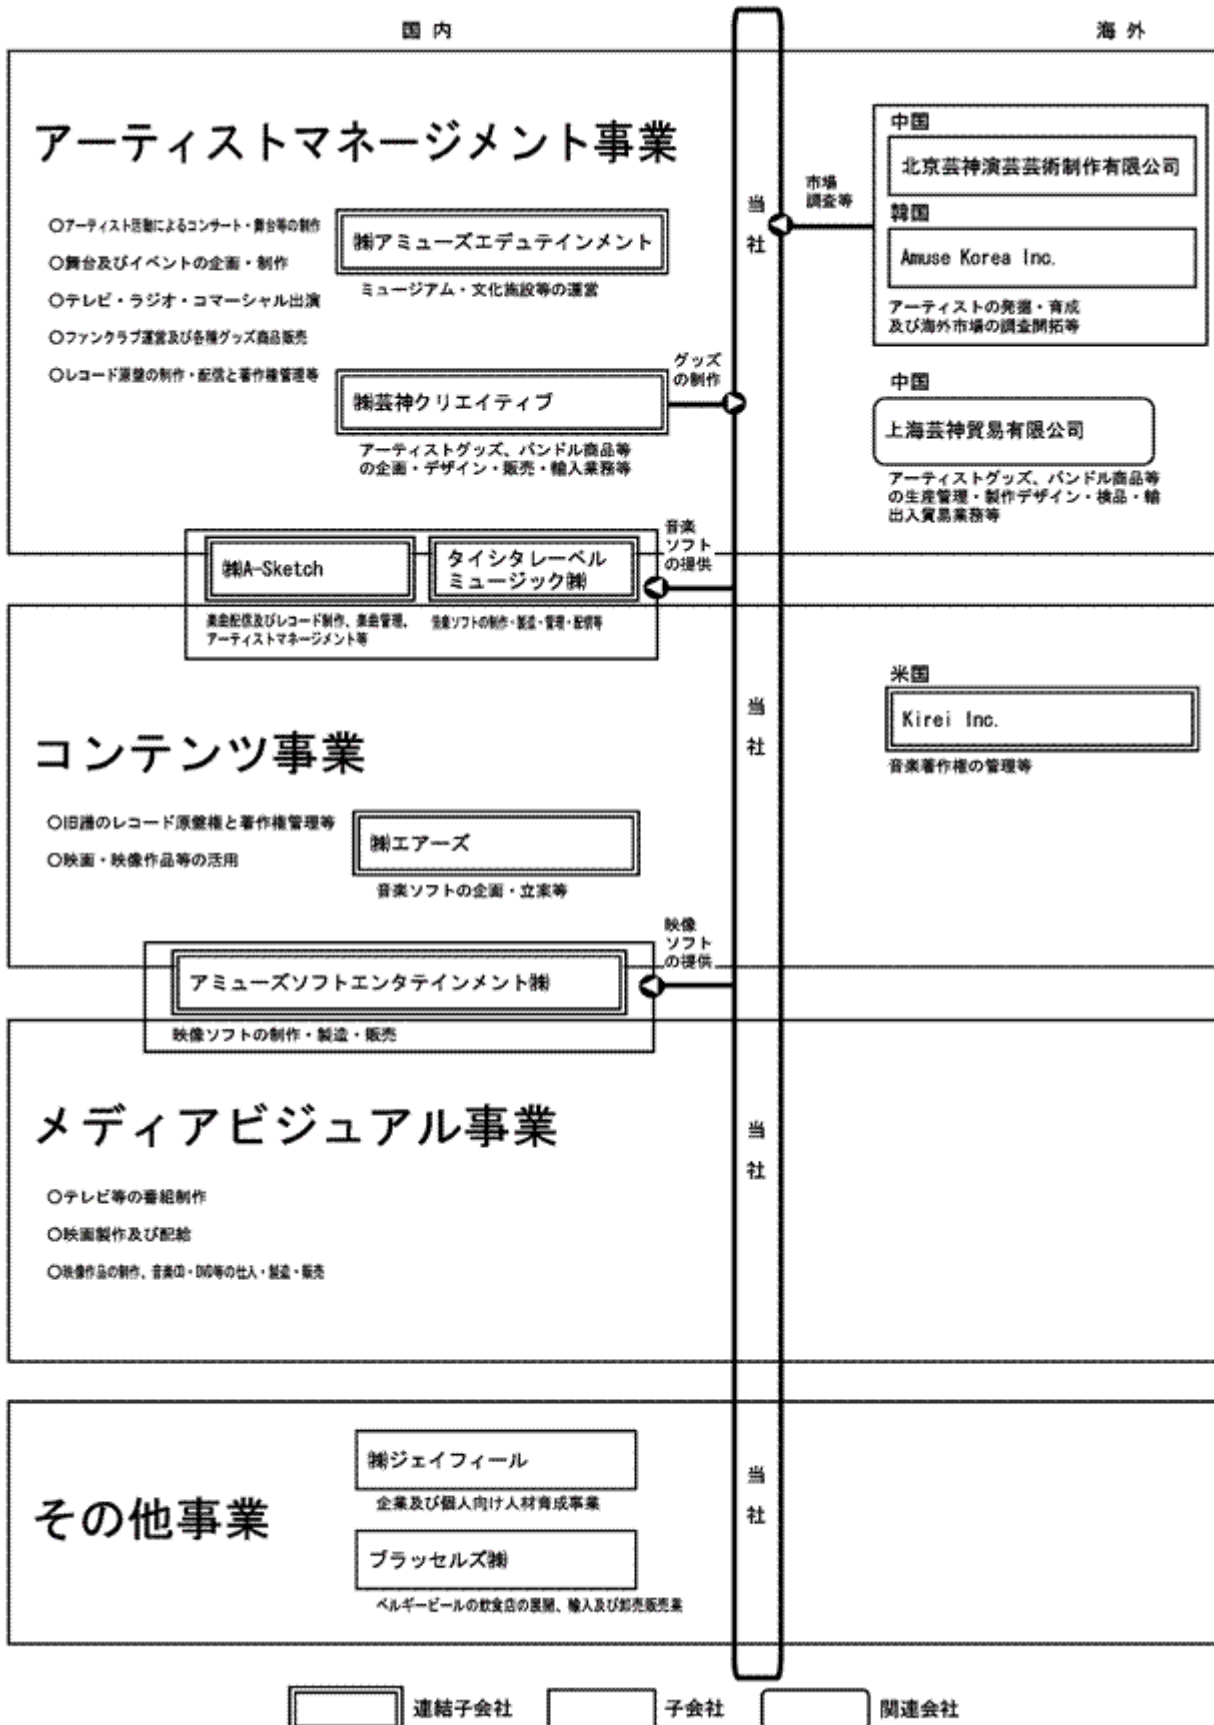 国内
海外
アーティストマネージメント事業
○アーティスト活動によるコンサート・舞台等の制作
○舞台及びイベントの企画・制作
○テレビ・ラジオ・コマーシャル出演
○ファンクラブ運営及び各種グッズ商品販売
○レコード原盤の制作・配信と著作権管理等
㈱アミューズエデュテインメント
ミュージアム・文化施設等の運営
㈱芸神クリエイティブ
アーティストグッズ、バンドル商品等
の企画・デザイン・販売・輸入業務等
グッズ
の制作
当
社
市場
調査等
中国
北京芸神演芸芸術制作有限公司
韓国
Amuse Korea Inc.
アーティストの発掘・育成
及び海外市場の調査開拓等
中国
上海芸神貿易有限公司
アーティストグッズ、バンドル商品等
の生産管理・製作デザイン・検品・輸
出入貿易業務等
㈱A-Sketch
楽曲配信及びレコード制作、楽曲管理、
アーティストマネージメント等
タイシタレーベル
ミュージック㈱
音楽ソフトの制作・製造・管理・配信等
音楽
ソフト
の提供
コンテンツ事業
○旧譜のレコード原盤権と著作権管理等
○映画・映像作品等の活用
㈱エアーズ
音楽ソフトの企画・立案等
当
社
米国
Kirei Inc.
音楽著作権の管理等
映像
ソフト
の提供
アミューズソフトエンタテインメント㈱
映像ソフトの制作・製造・販売
メディアビジュアル事業
○テレビ等の番組制作
○映画製作及び配給
○映像作品の制作、音楽CD・DVD等の仕入・製造・販売
当
社
その他事業
㈱ジェイフィール
企業及び個人向け人材育成事業
ブラッセルズ㈱
ベルギービールの飲食店の展開、輸入及び卸売販売業
当
社
連結子会社
子会社
関連会社